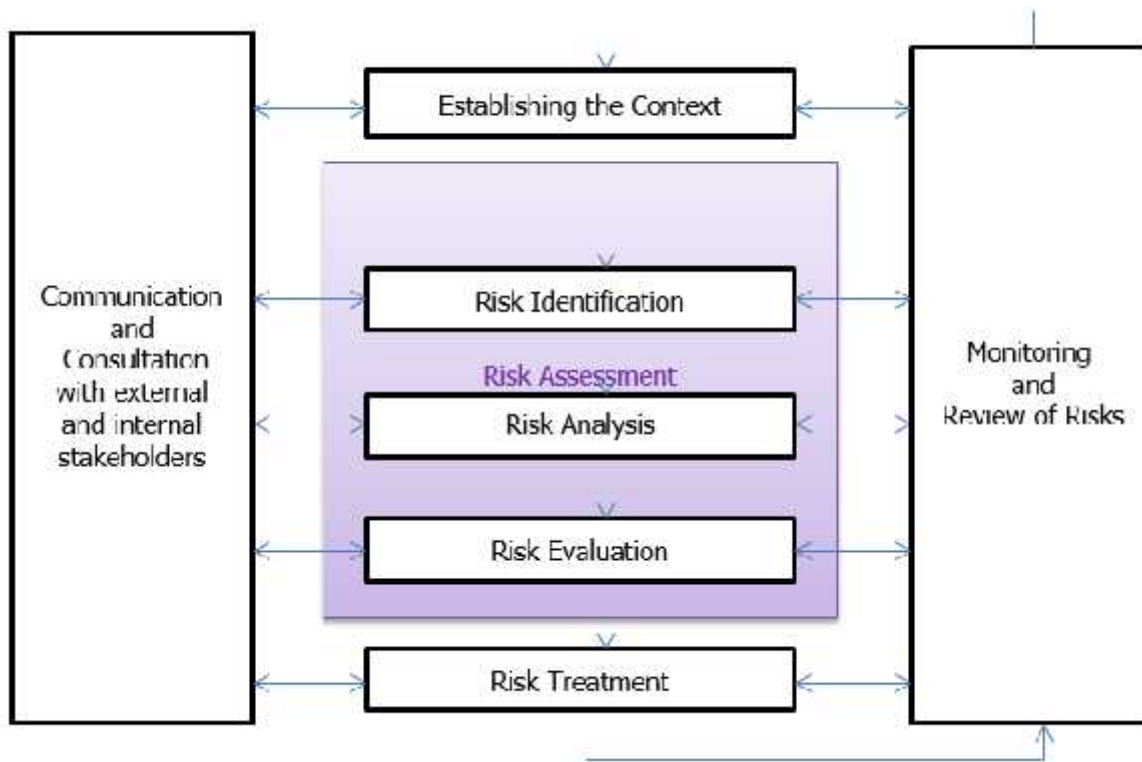 Establishing the Context
Communication
and
Consultation
with external
and internal
stakeholders
Risk Identification
Risk Assessment
Risk Analysis
Risk Evaluation
Risk Treatment
Monitoring
and
Review of Risks